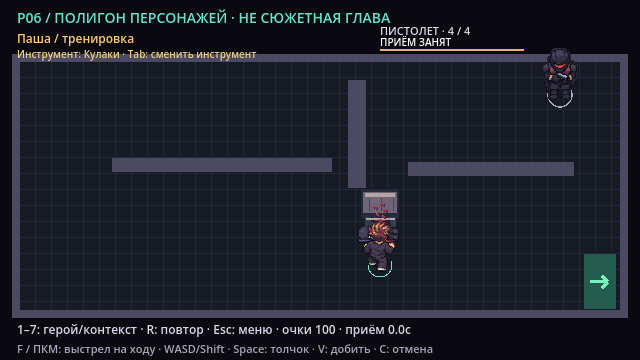 P06 / ПОЛИГОН ПЕРСОНАЖЕЙ · НЕ СЮЖЕТНАЯ ГЛАВА
Паша / тренировка
ПИСТОЛЕТ · 4 / 4
ПРИЁМ ЗАНЯТ
Инструмент: Кулаки · Tab: сменить инструмент
1–7: герой/контекст · R: повтор · Esc: меню · очки 100 · приём 0.0с
F / ПКМ: выстрел на ходу · WASD/Shift · Space: толчок · V: добить · C: отмена